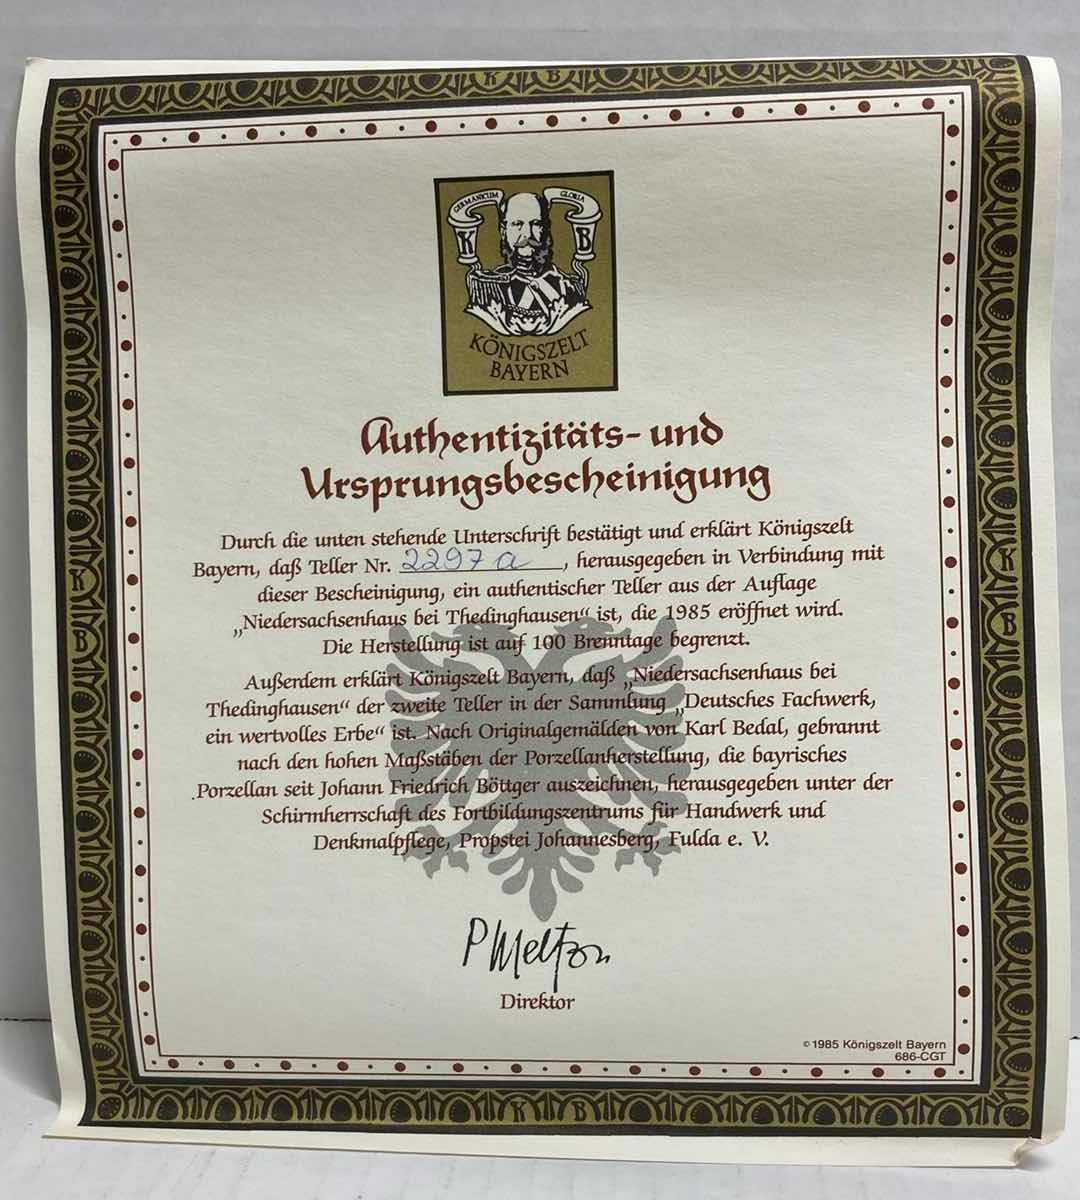 K B
GERMANICUM GLORIA
K B
KÖNIGSZELT
BAYERN
Authentizitäts- und
Ursprungsbescheinigung
Durch die unten stehende Unterschrift bestätigt und erklärt Königszelt
Bayern, daß Teller Nr. 2297 a, herausgegeben in Verbindung mit
dieser Bescheinigung, ein authentischer Teller aus der Auflage
„Niedersachsenhaus bei Thedinghausen“ ist, die 1985 eröffnet wird.
Die Herstellung ist auf 100 Brenntage begrenzt.
Außerdem erklärt Königszelt Bayern, daß „Niedersachsenhaus bei
Thedinghausen“ der zweite Teller in der Sammlung „Deutsches Fachwerk,
ein wertvolles Erbe“ ist. Nach Originalgemälden von Karl Bedal, gebrannt
nach den hohen Maßstäben der Porzellanherstellung, die bayrisches
Porzellan seit Johann Friedrich Böttger auszeichnen, herausgegeben unter der
Schirmherrschaft des Fortbildungszentrums für Handwerk und
Denkmalpflege, Propstei Johannesberg, Fulda e. V.
P Melton
Direktor
© 1985 Königszelt Bayern
686-CGT
K B
K B
K B